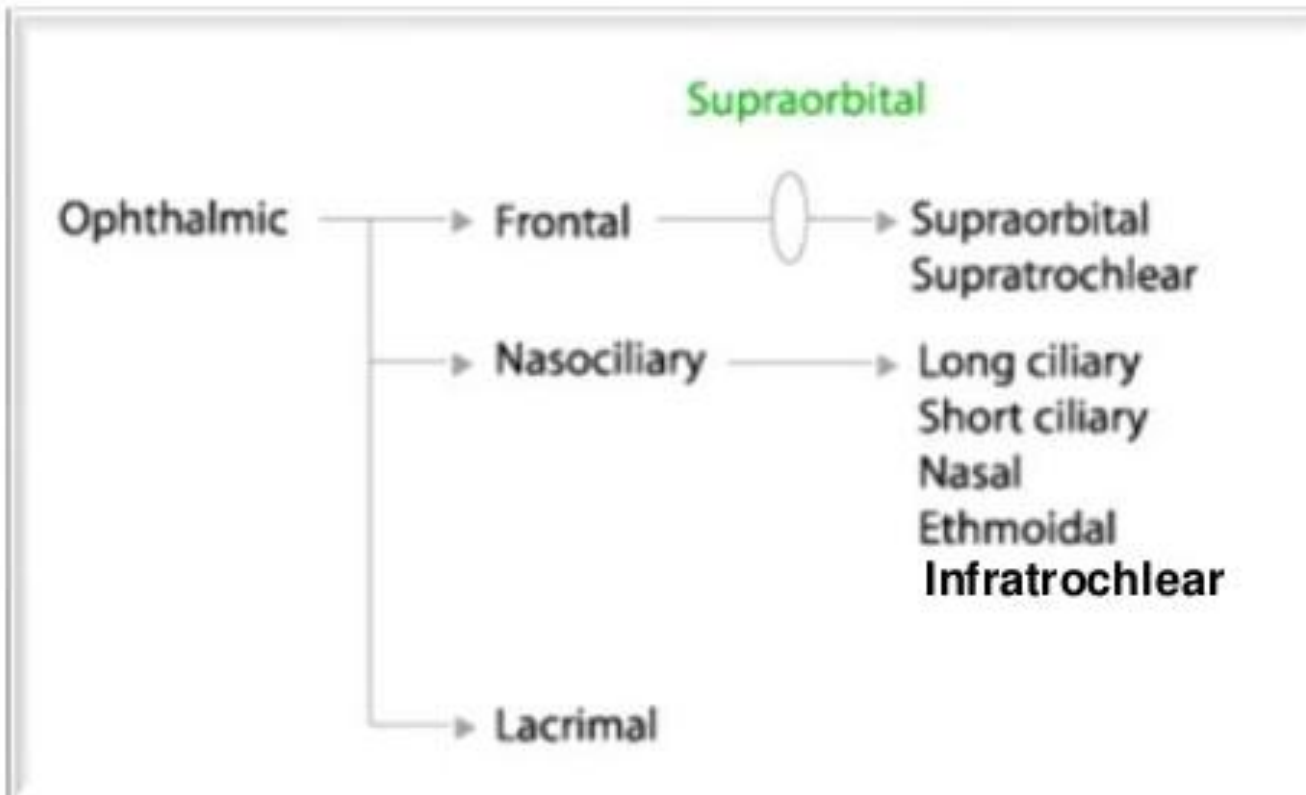 Supraorbital
Ophthalmic Frontal Supraorbital
Supratrochlear
Nasociliary Long ciliary
Short ciliary
Nasal
Ethmoidal
Infratrochlear
Lacrimal